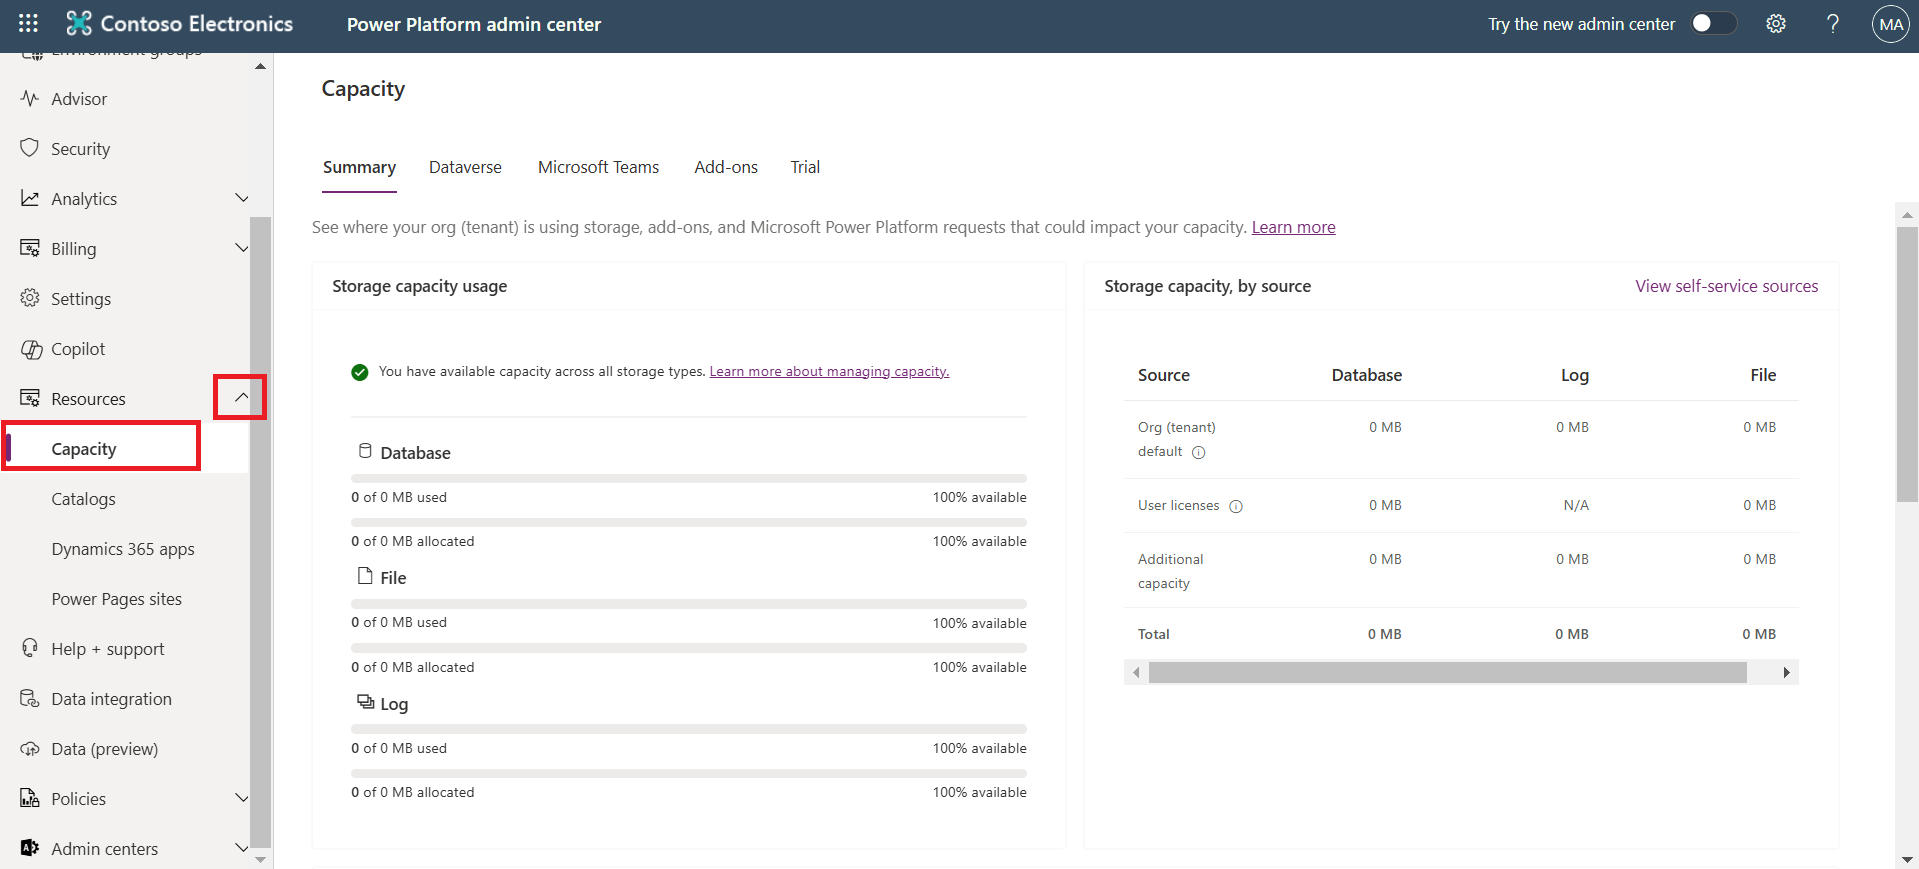 Contoso Electronics
Power Platform admin center
Try the new admin center
MA
Environment groups
Advisor
Security
Analytics
Billing
Settings
Copilot
Resources
Capacity
Catalogs
Dynamics 365 apps
Power Pages sites
Help + support
Data integration
Data (preview)
Policies
Admin centers
Capacity
Summary Dataverse Microsoft Teams Add-ons Trial
See where your org (tenant) is using storage, add-ons, and Microsoft Power Platform requests that could impact your capacity. Learn more
Storage capacity usage
You have available capacity across all storage types. Learn more about managing capacity.
Database
0 of 0 MB used 100% available
0 of 0 MB allocated 100% available
File
0 of 0 MB used 100% available
0 of 0 MB allocated 100% available
Log
0 of 0 MB used 100% available
0 of 0 MB allocated 100% available
Storage capacity, by source View self-service sources
Source Database Log File
Org (tenant) 0 MB 0 MB 0 MB
default
User licenses 0 MB N/A 0 MB
Additional 0 MB 0 MB 0 MB
capacity
Total 0 MB 0 MB 0 MB